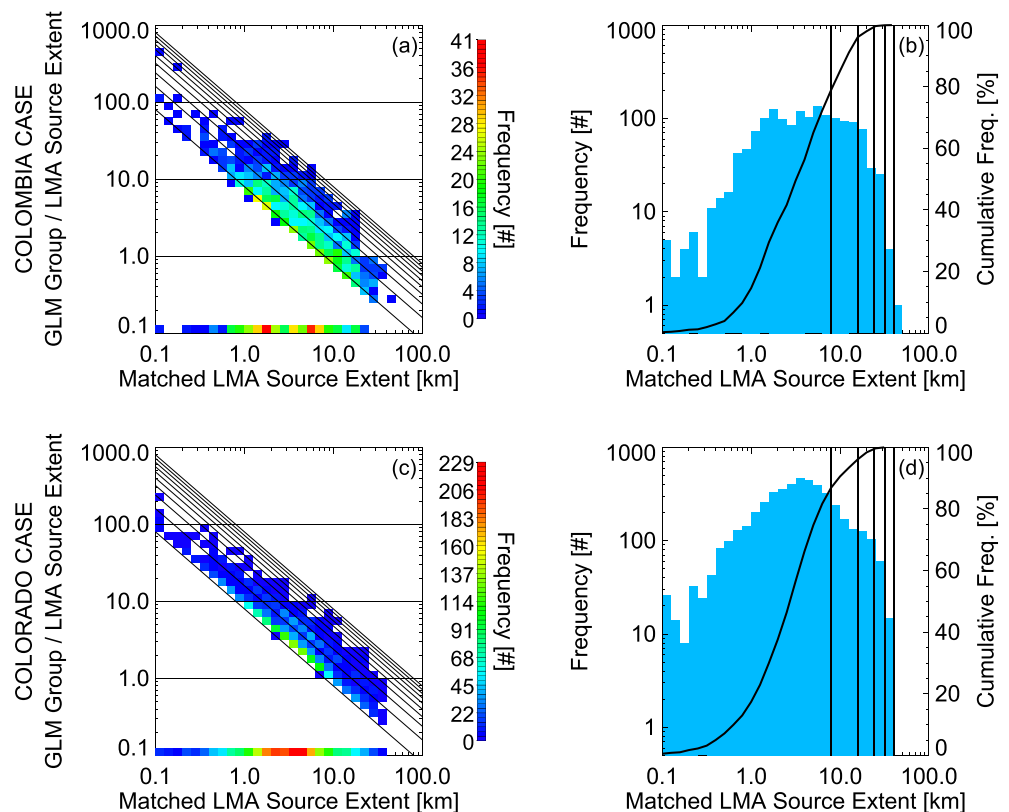 COLOMBIA CASE
GLM Group / LMA Source Extent
1000.0
100.0
10.0
1.0
0.1
(a)
0.1 1.0 10.0 100.0
Matched LMA Source Extent [km]
41
36
32
28
24
20
16
12
8
4
0
Frequency [#]
Frequency [#]
1000
100
10
1
(b)
0.1 1.0 10.0 100.0
Matched LMA Source Extent [km]
100
80
60
40
20
0
Cumulative Freq. [%]
COLORADO CASE
GLM Group / LMA Source Extent
1000.0
100.0
10.0
1.0
0.1
(c)
0.1 1.0 10.0 100.0
Matched LMA Source Extent [km]
229
206
183
160
137
114
91
68
45
22
0
Frequency [#]
Frequency [#]
1000
100
10
1
(d)
0.1 1.0 10.0 100.0
Matched LMA Source Extent [km]
100
80
60
40
20
0
Cumulative Freq. [%]